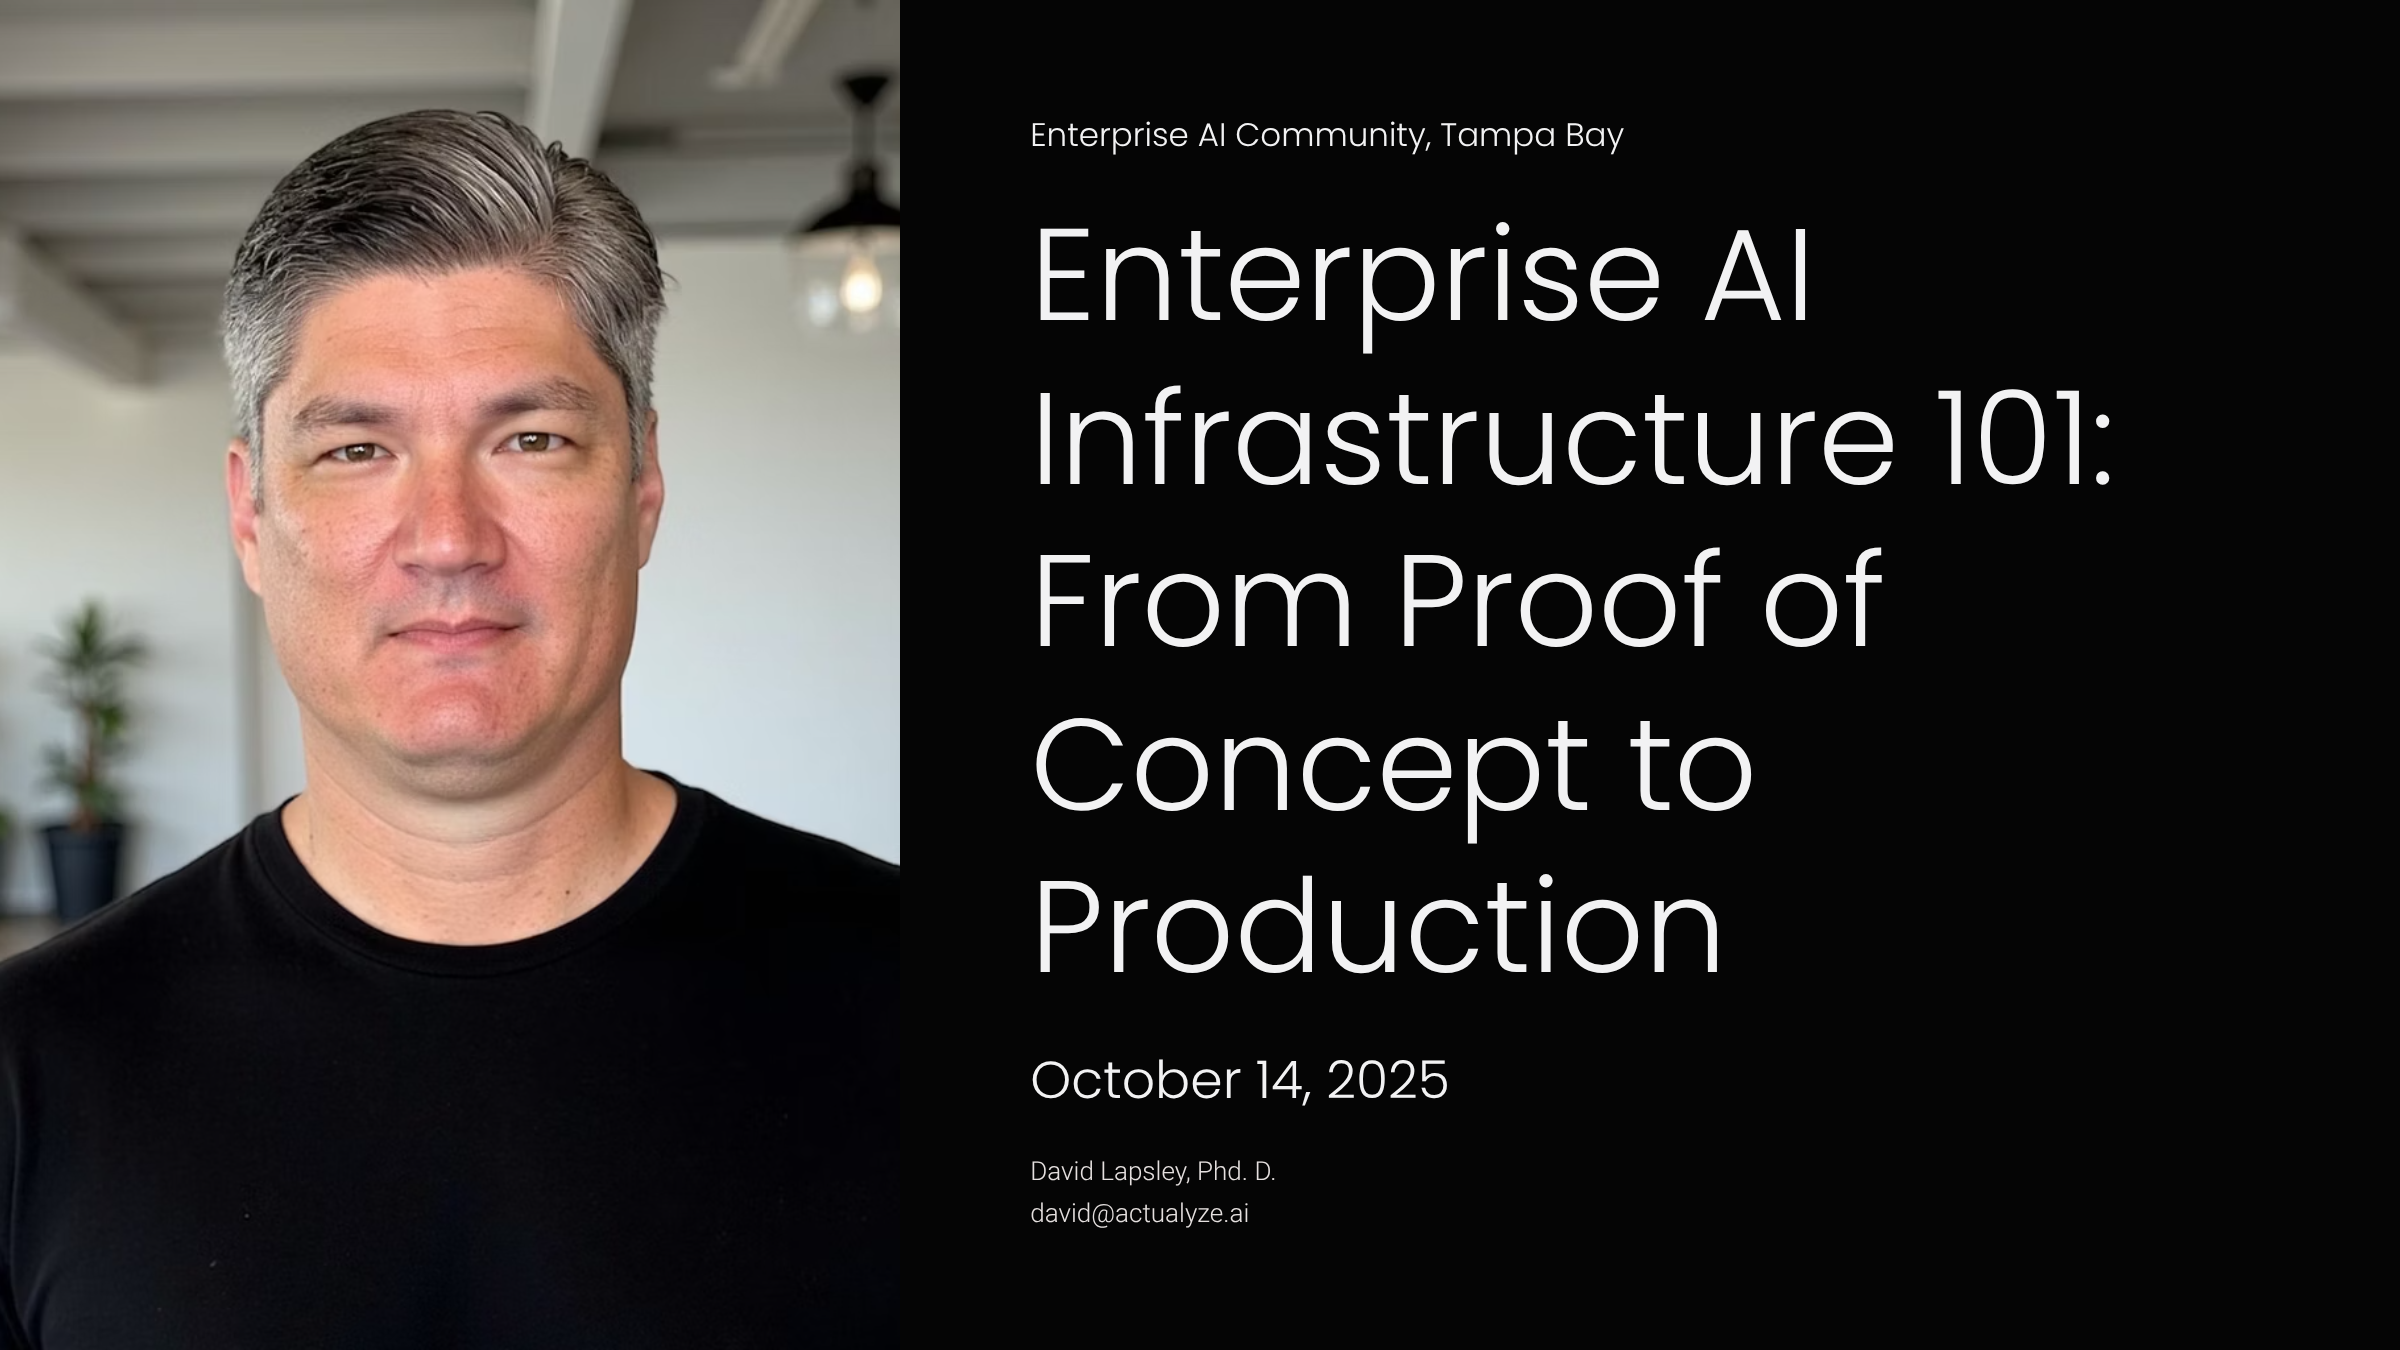 Enterprise AI Community, Tampa Bay
Enterprise AI
Infrastructure 101:
From Proof of
Concept to
Production
October 14, 2025
David Lapsley, Phd. D.
david@actualyze.ai